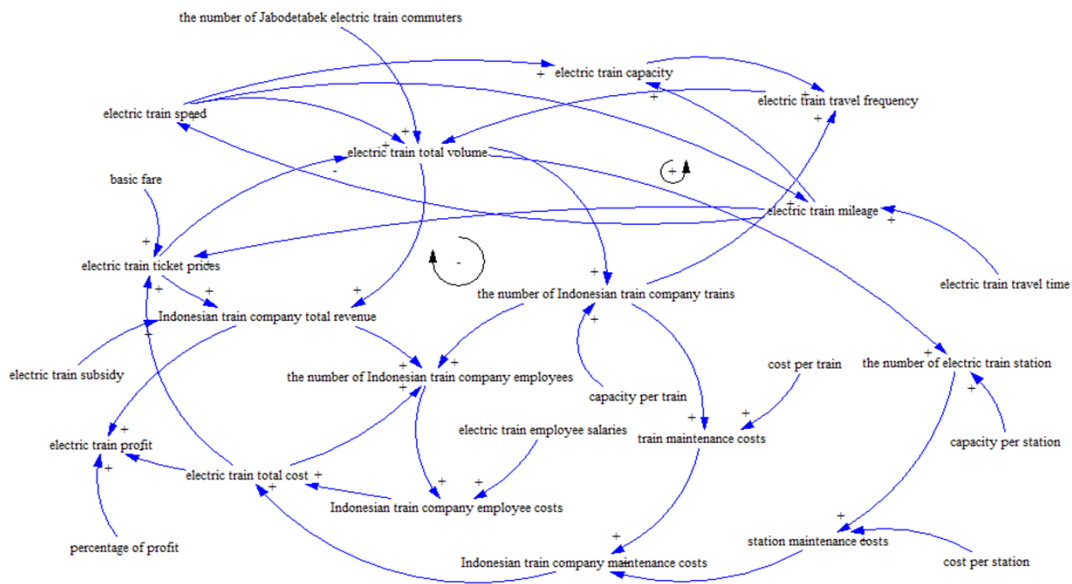 the number of Jabodetabek electric train commuters
electric train capacity
electric train travel frequency
electric train speed
electric train total volume
basic fare
electric train mileage
electric train ticket prices
electric train travel time
the number of Indonesian train company trains
Indonesian train company total revenue
electric train subsidy
the number of Indonesian train company employees
cost per train
the number of electric train station
capacity per train
electric train employee salaries
train maintenance costs
capacity per station
electric train profit
electric train total cost
Indonesian train company employee costs
percentage of profit
Indonesian train company maintenance costs
station maintenance costs
cost per station